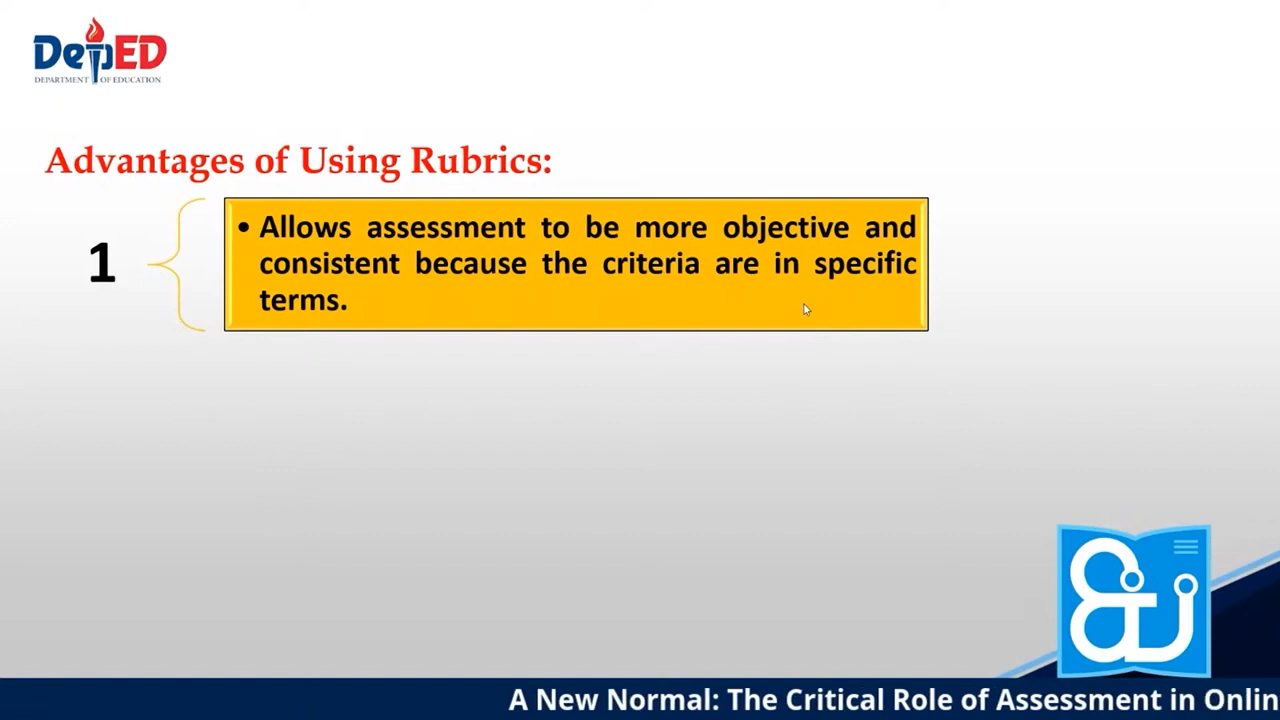 DepED
DEPARTMENT OF EDUCATION
Advantages of Using Rubrics:
1
• Allows assessment to be more objective and
consistent because the criteria are in specific
terms.
A New Normal: The Critical Role of Assessment in Onlin